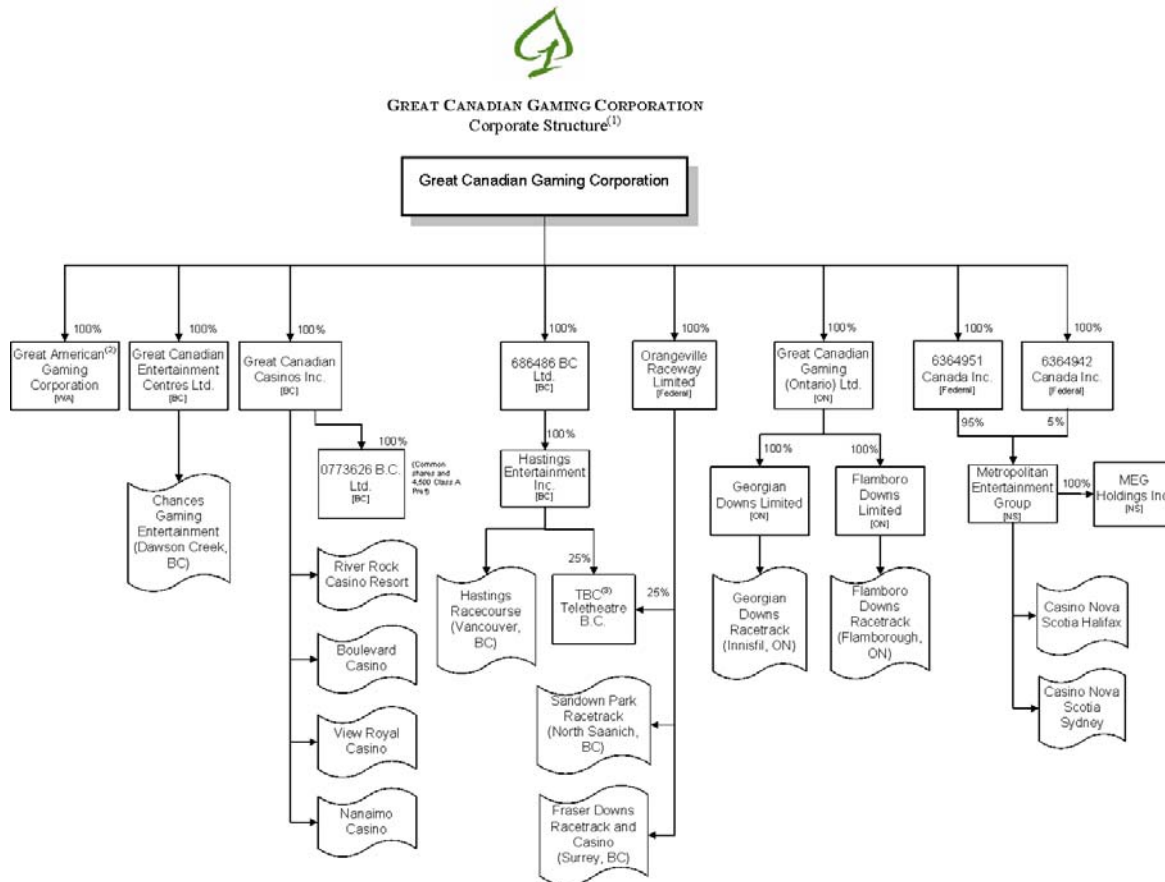 GREAT CANADIAN GAMING CORPORATION
Corporate Structure(1)
Great Canadian Gaming Corporation
100%
100%
100%
100%
100%
100%
100%
100%
Great American(2)
Gaming
Corporation
[WA]
Great Canadian
Entertainment
Centres Ltd.
[BC]
Great Canadian
Casinos Inc.
[BC]
686486 BC
Ltd.
[BC]
Orangeville
Raceway
Limited
[Federal]
Great Canadian
Gaming
(Ontario) Ltd.
[ON]
6364951
Canada Inc.
[Federal]
6364942
Canada Inc.
[Federal]
100%
100%
100%
100%
95%
5%
0773626 B.C.
Ltd.
[BC]
(Common
shares and
4,500 Class A
Pref)
Hastings
Entertainment
Inc.
[BC]
Georgian
Downs Limited
[ON]
Flamboro
Downs
Limited
[ON]
Metropolitan
Entertainment
Group
[NS]
100%
MEG
Holdings Inc
[NS]
Chances
Gaming
Entertainment
(Dawson Creek,
BC)
River Rock
Casino Resort
Boulevard
Casino
View Royal
Casino
Nanaimo
Casino
25%
25%
Hastings
Racecourse
(Vancouver,
BC)
TBC(3)
Teletheatre
B.C.
Sandown Park
Racetrack
(North Saanich,
BC)
Fraser Downs
Racetrack and
Casino
(Surrey, BC)
Georgian
Downs
Racetrack
(Innisfil, ON)
Flamboro
Downs
Racetrack
(Flamborough,
ON)
Casino Nova
Scotia Halifax
Casino Nova
Scotia
Sydney